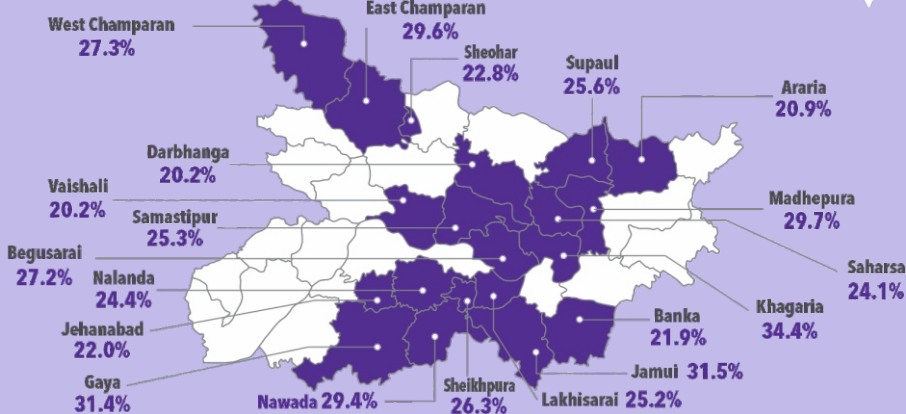 East Champaran
29.6%
West Champaran
27.3%
Sheohar
22.8%
Supaul
25.6%
Araria
20.9%
Darbhanga
20.2%
Vaishali
20.2%
Madhepura
29.7%
Samastipur
25.3%
Begusarai
27.2%
Saharsa
24.1%
Nalanda
24.4%
Khagaria
34.4%
Banka
21.9%
Jehanabad
22.0%
Jamui 31.5%
Gaya
31.4%
Sheikhpura
26.3%
Nawada 29.4%
Lakhisarai 25.2%